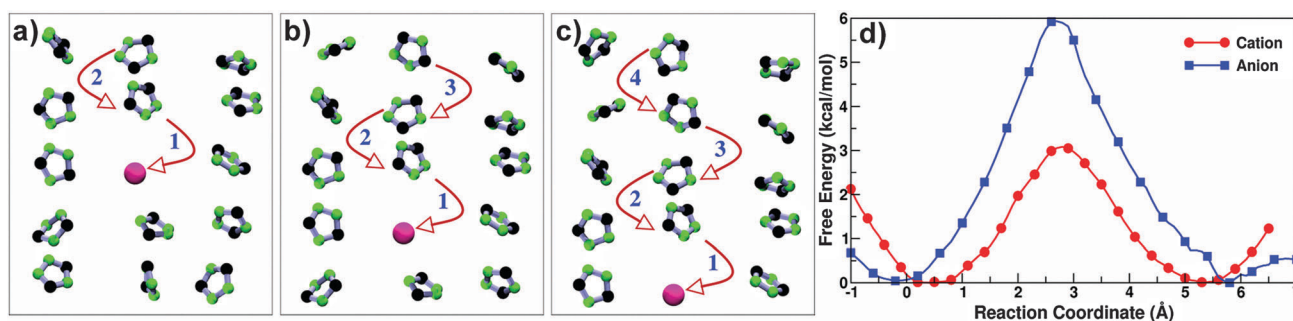 a)
2
1
b)
3
2
1
c)
4
3
2
1
d)
Cation
Anion
Free Energy (kcal/mol)
6
5
4
3
2
1
0
-1 0 1 2 3 4 5 6
Reaction Coordinate (Å)